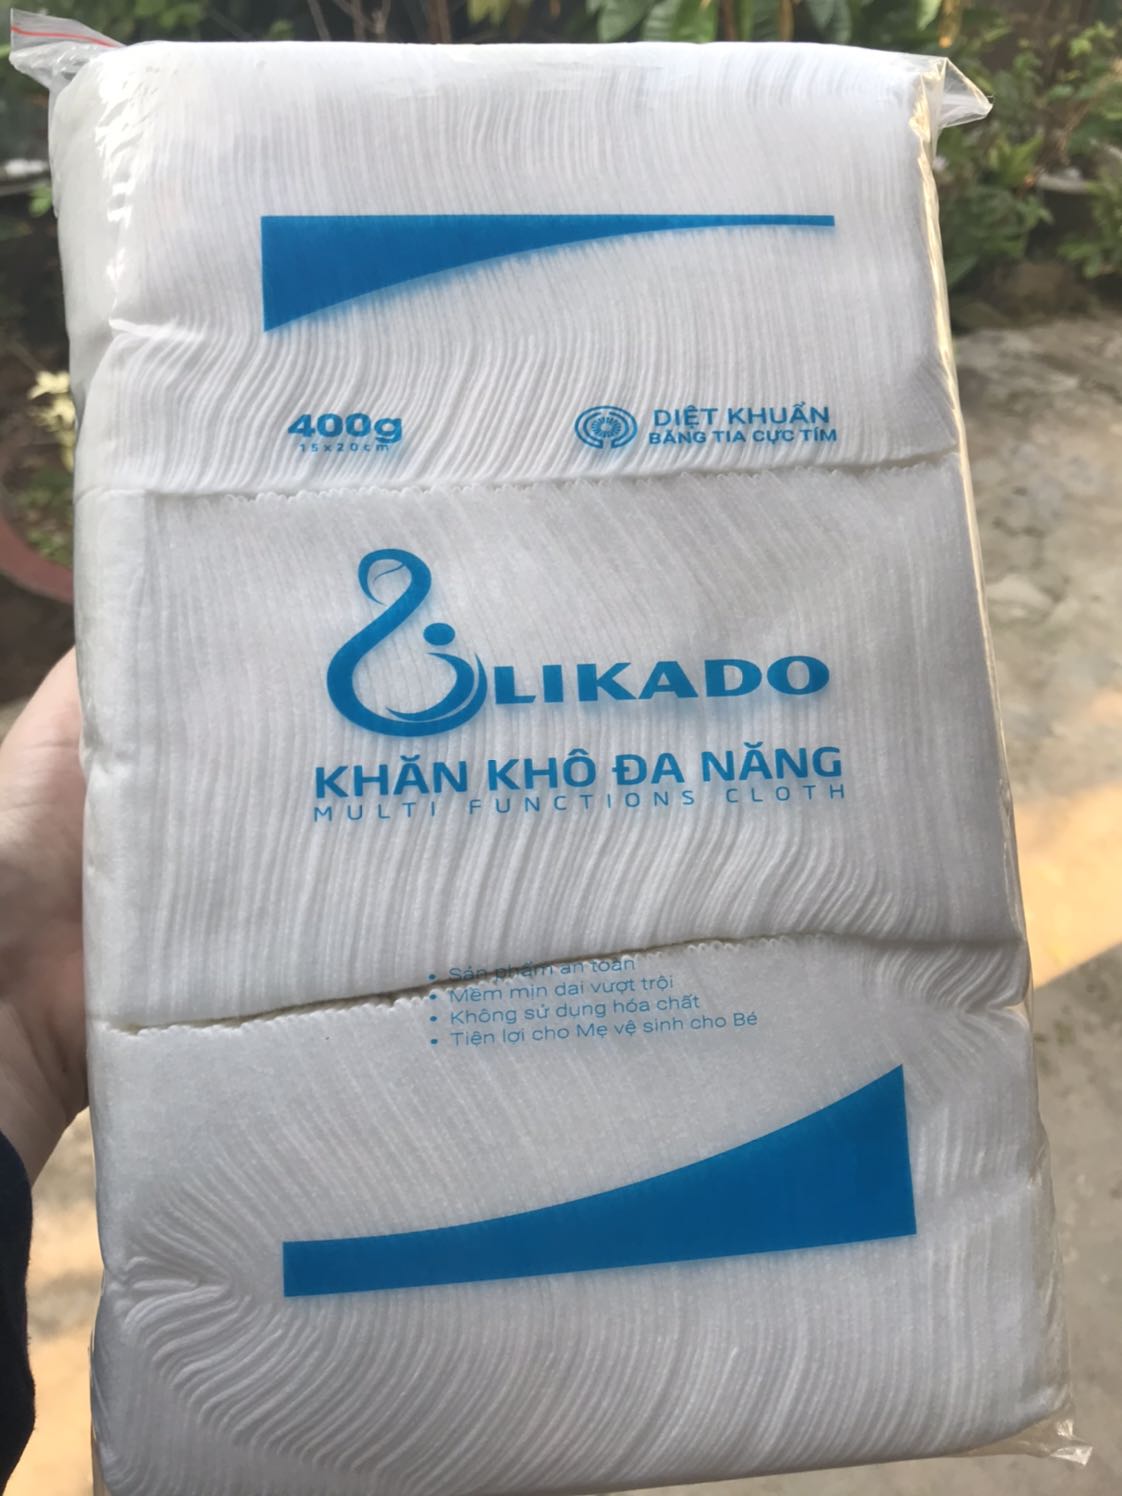 400g
15x20cm
DIỆT KHUẨN
BẰNG TIA CỰC TÍM
LIKADO
KHĂN KHÔ ĐA NĂNG
MULTI FUNCTIONS CLOTH
• Sản phẩm an toàn
• Mềm mịn dai vượt trội
• Không sử dụng hóa chất
• Tiện lợi cho Mẹ vệ sinh cho Bé